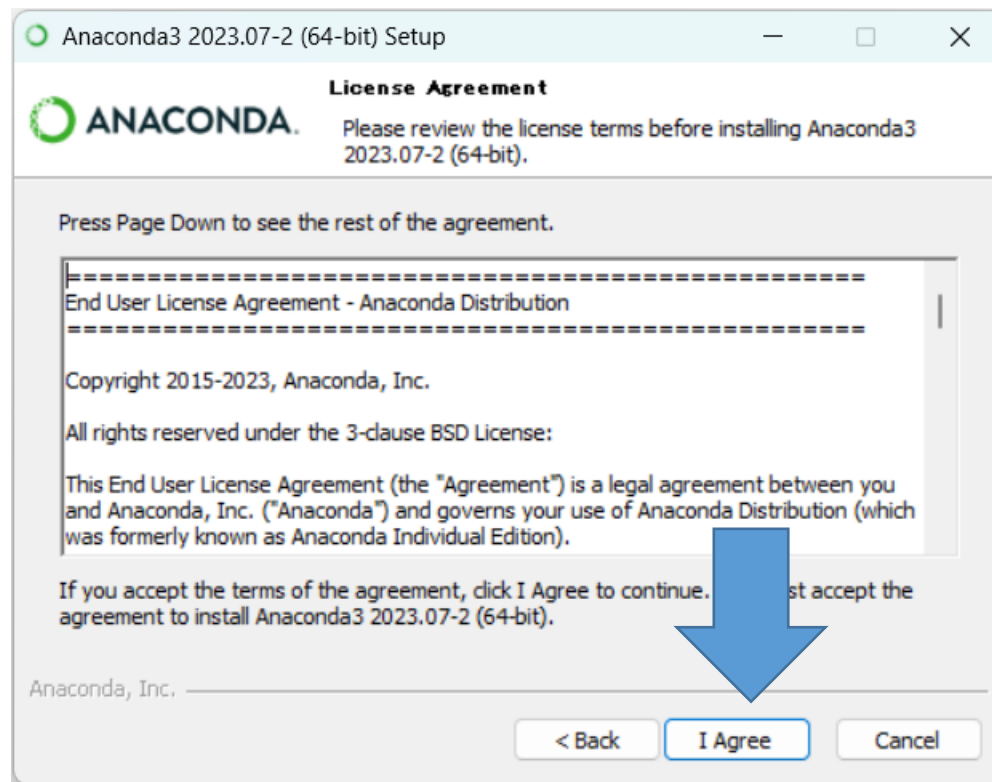 Anaconda3 2023.07-2 (64-bit) Setup
ANACONDA.
License Agreement
Please review the license terms before installing Anaconda3
2023.07-2 (64-bit).
Press Page Down to see the rest of the agreement.
==================================================
End User License Agreement - Anaconda Distribution
==================================================
Copyright 2015-2023, Anaconda, Inc.
All rights reserved under the 3-clause BSD License:
This End User License Agreement (the "Agreement") is a legal agreement between you
and Anaconda, Inc. ("Anaconda") and governs your use of Anaconda Distribution (which
was formerly known as Anaconda Individual Edition).
If you accept the terms of the agreement, click I Agree to continue. accept the
agreement to install Anaconda3 2023.07-2 (64-bit).
Anaconda, Inc.
< Back I Agree Cancel